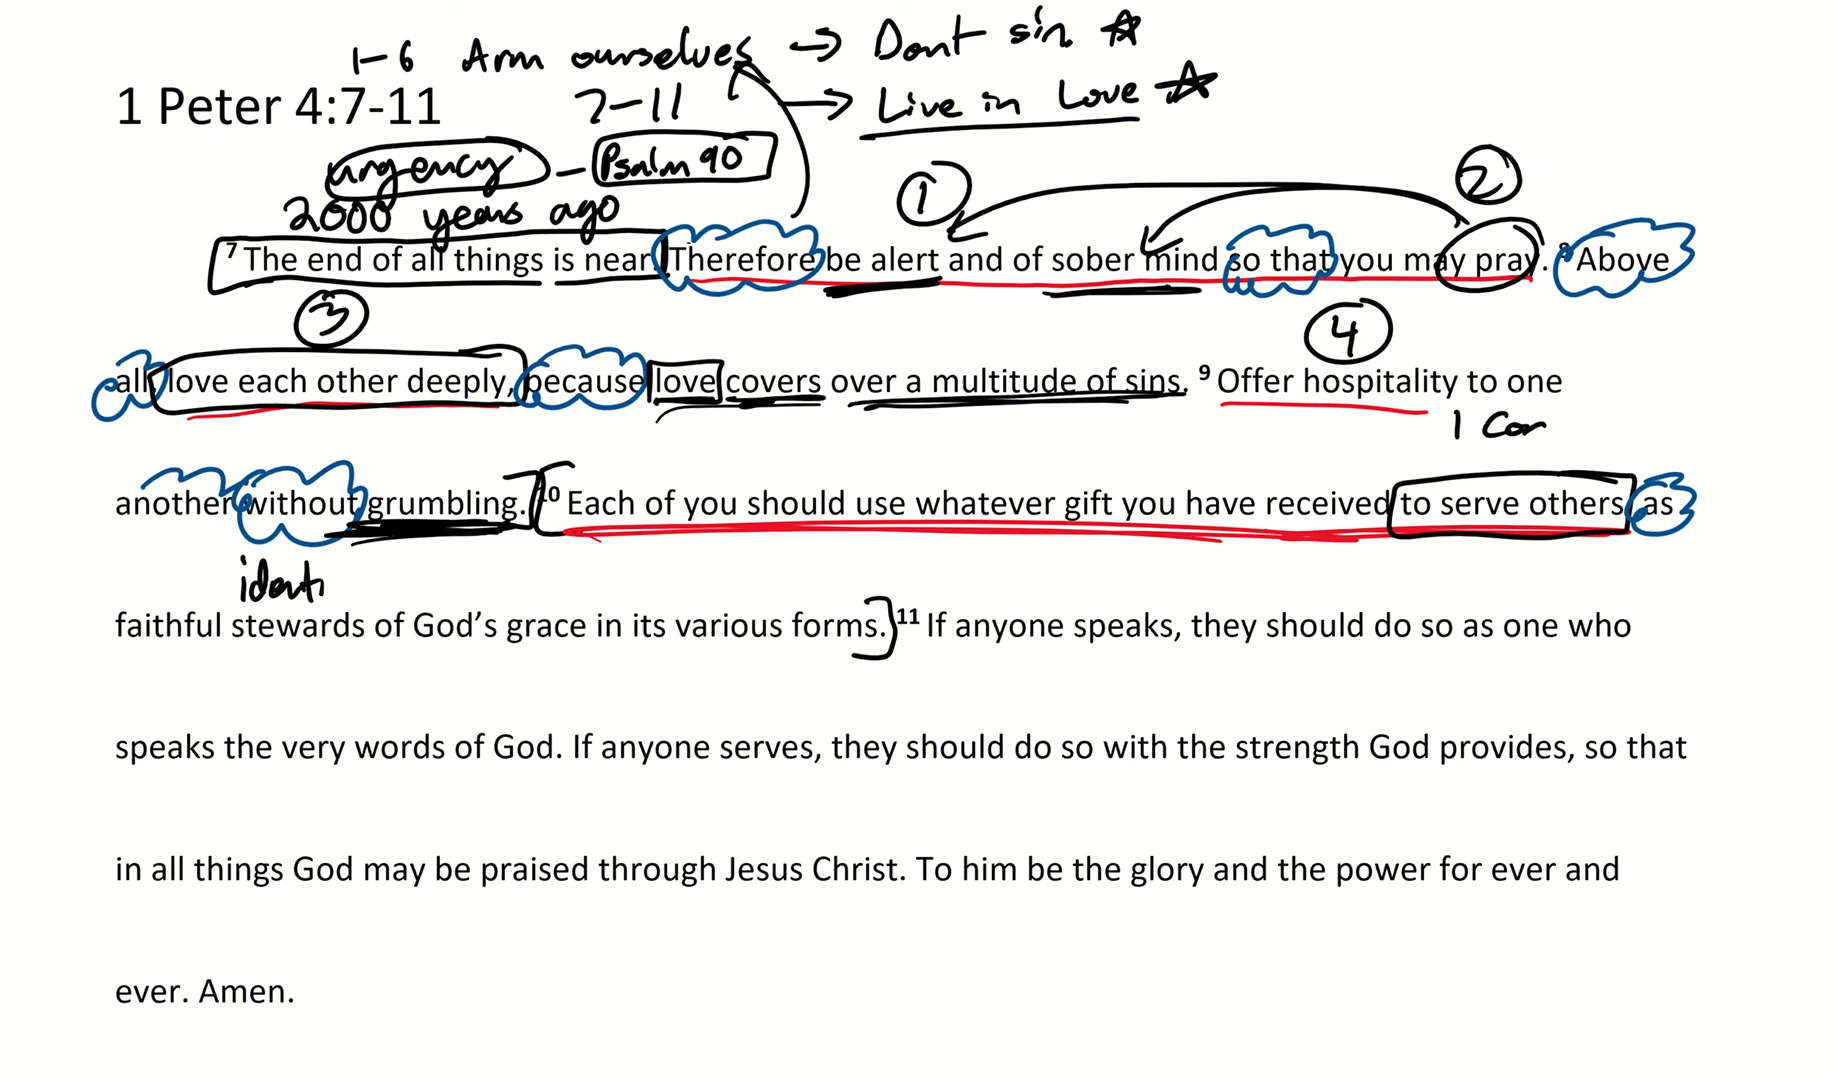 1-6 Arm ourselves → Dont sin ☆
1 Peter 4:7-11 7-11 → Live in Love ☆
urgency - Psalm 90
2000 years ago
1 2
7 The end of all things is near. Therefore be alert and of sober mind so that you may pray. 8 Above
3 4
all, love each other deeply, because love covers over a multitude of sins. 9 Offer hospitality to one
1 Cor
another without grumbling. 10 Each of you should use whatever gift you have received to serve others, as
identi
faithful stewards of God’s grace in its various forms. 11 If anyone speaks, they should do so as one who
speaks the very words of God. If anyone serves, they should do so with the strength God provides, so that
in all things God may be praised through Jesus Christ. To him be the glory and the power for ever and
ever. Amen.